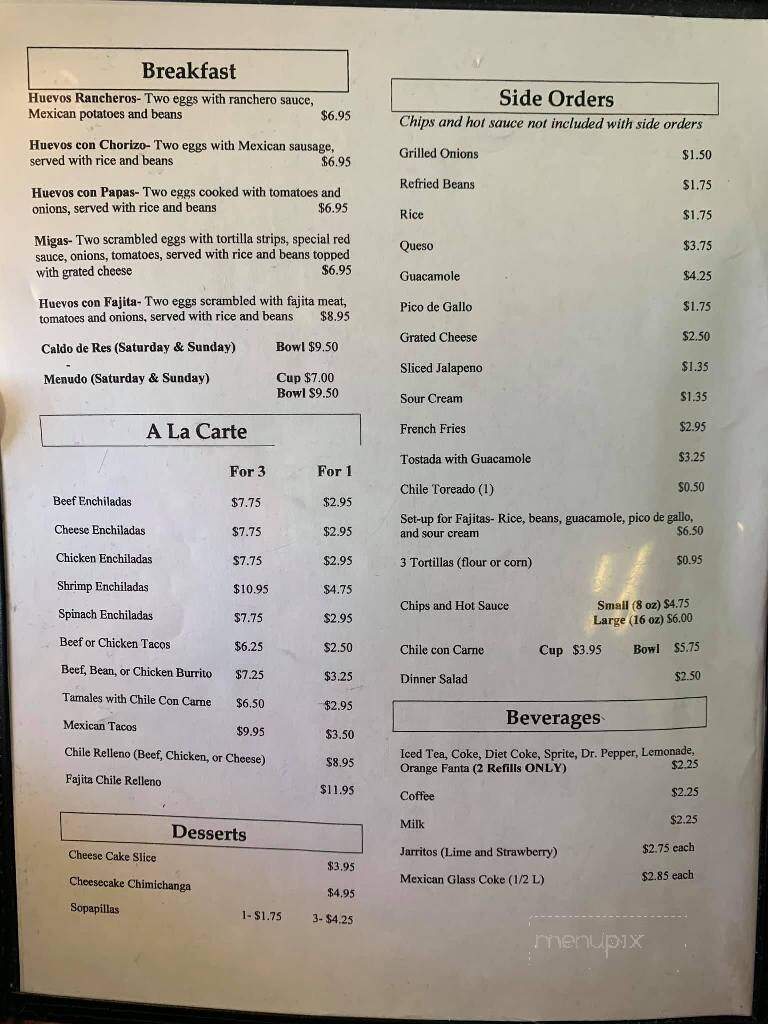 Breakfast
Huevos Rancheros- Two eggs with ranchero sauce,
Mexican potatoes and beans $6.95
Huevos con Chorizo- Two eggs with Mexican sausage,
served with rice and beans $6.95
Huevos con Papas- Two eggs cooked with tomatoes and
onions, served with rice and beans $6.95
Migas- Two scrambled eggs with tortilla strips, special red
sauce, onions, tomatoes, served with rice and beans topped
with grated cheese $6.95
Huevos con Fajita- Two eggs scrambled with fajita meat,
tomatoes and onions, served with rice and beans $8.95
Caldo de Res (Saturday & Sunday) Bowl $9.50
Menudo (Saturday & Sunday) Cup $7.00
Bowl $9.50
A La Carte
For 3 For 1
Beef Enchiladas $7.75 $2.95
Cheese Enchiladas $7.75 $2.95
Chicken Enchiladas $7.75 $2.95
Shrimp Enchiladas $10.95 $4.75
Spinach Enchiladas $7.75 $2.95
Beef or Chicken Tacos $6.25 $2.50
Beef, Bean, or Chicken Burrito $7.25 $3.25
Tamales with Chile Con Carne $6.50 $2.95
Mexican Tacos $9.95 $3.50
Chile Relleno (Beef, Chicken, or Cheese) $8.95
Fajita Chile Relleno $11.95
Desserts
Cheese Cake Slice $3.95
Cheesecake Chimichanga $4.95
Sopapillas 1- $1.75 3- $4.25
Side Orders
Chips and hot sauce not included with side orders
Grilled Onions $1.50
Refried Beans $1.75
Rice $1.75
Queso $3.75
Guacamole $4.25
Pico de Gallo $1.75
Grated Cheese $2.50
Sliced Jalapeno $1.35
Sour Cream $1.35
French Fries $2.95
Tostada with Guacamole $3.25
Chile Toreado (1) $0.50
Set-up for Fajitas- Rice, beans, guacamole, pico de gallo,
and sour cream $6.50
3 Tortillas (flour or corn) $0.95
Chips and Hot Sauce Small (8 oz) $4.75
Large (16 oz) $6.00
Chile con Carne Cup $3.95 Bowl $5.75
Dinner Salad $2.50
Beverages
Iced Tea, Coke, Diet Coke, Sprite, Dr. Pepper, Lemonade,
Orange Fanta (2 Refills ONLY) $2.25
Coffee $2.25
Milk $2.25
Jarritos (Lime and Strawberry) $2.75 each
Mexican Glass Coke (1/2 L) $2.85 each
menupix